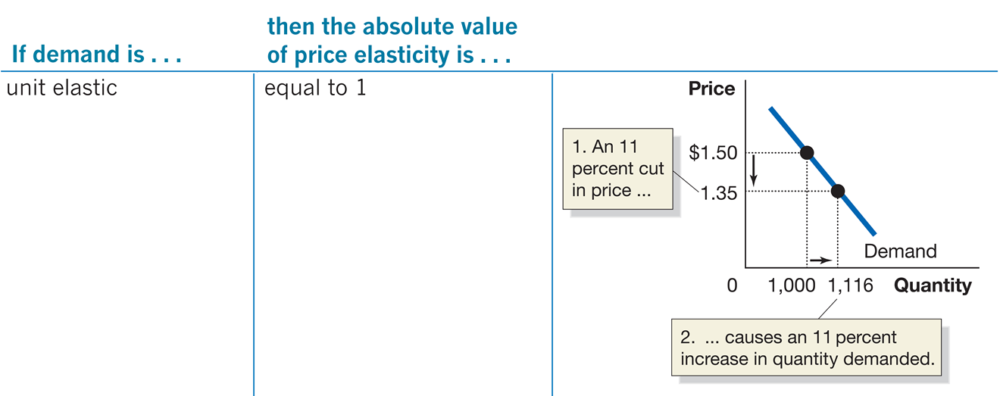 If demand is . . .
then the absolute value
of price elasticity is . . .
unit elastic
equal to 1
Price
1. An 11
percent cut
in price ...
$1.50
1.35
Demand
0
1,000
1,116
Quantity
2. ... causes an 11 percent
increase in quantity demanded.